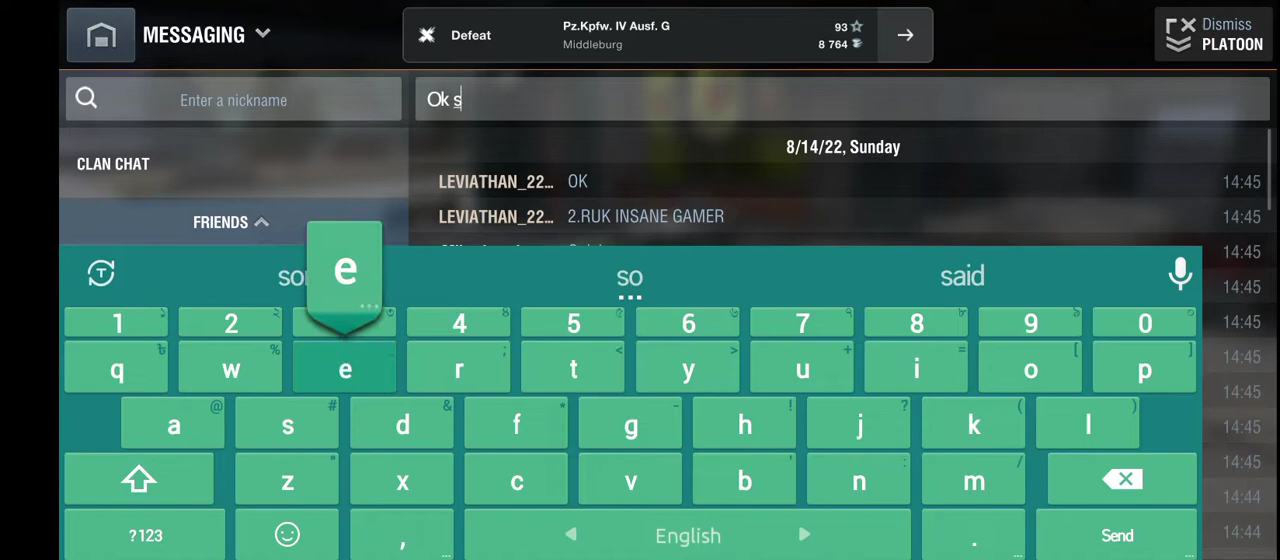 MESSAGING
Defeat
Pz.Kpfw. IV Ausf. G
Middleburg
93
8 764
Dismiss
PLATOON
Enter a nickname
Ok s
CLAN CHAT
FRIENDS
8/14/22, Sunday
LEVIATHAN_22... OK 14:45
LEVIATHAN_22... 2.RUK INSANE GAMER 14:45
14:45
14:45
14:45
14:45
14:45
14:45
14:45
14:44
14:44
e
so
said
1 2 4 5 6 7 8 9 0
q w e r t y u i o p
a s d f g h j k l
z x c v b n m
?123 , English . Send